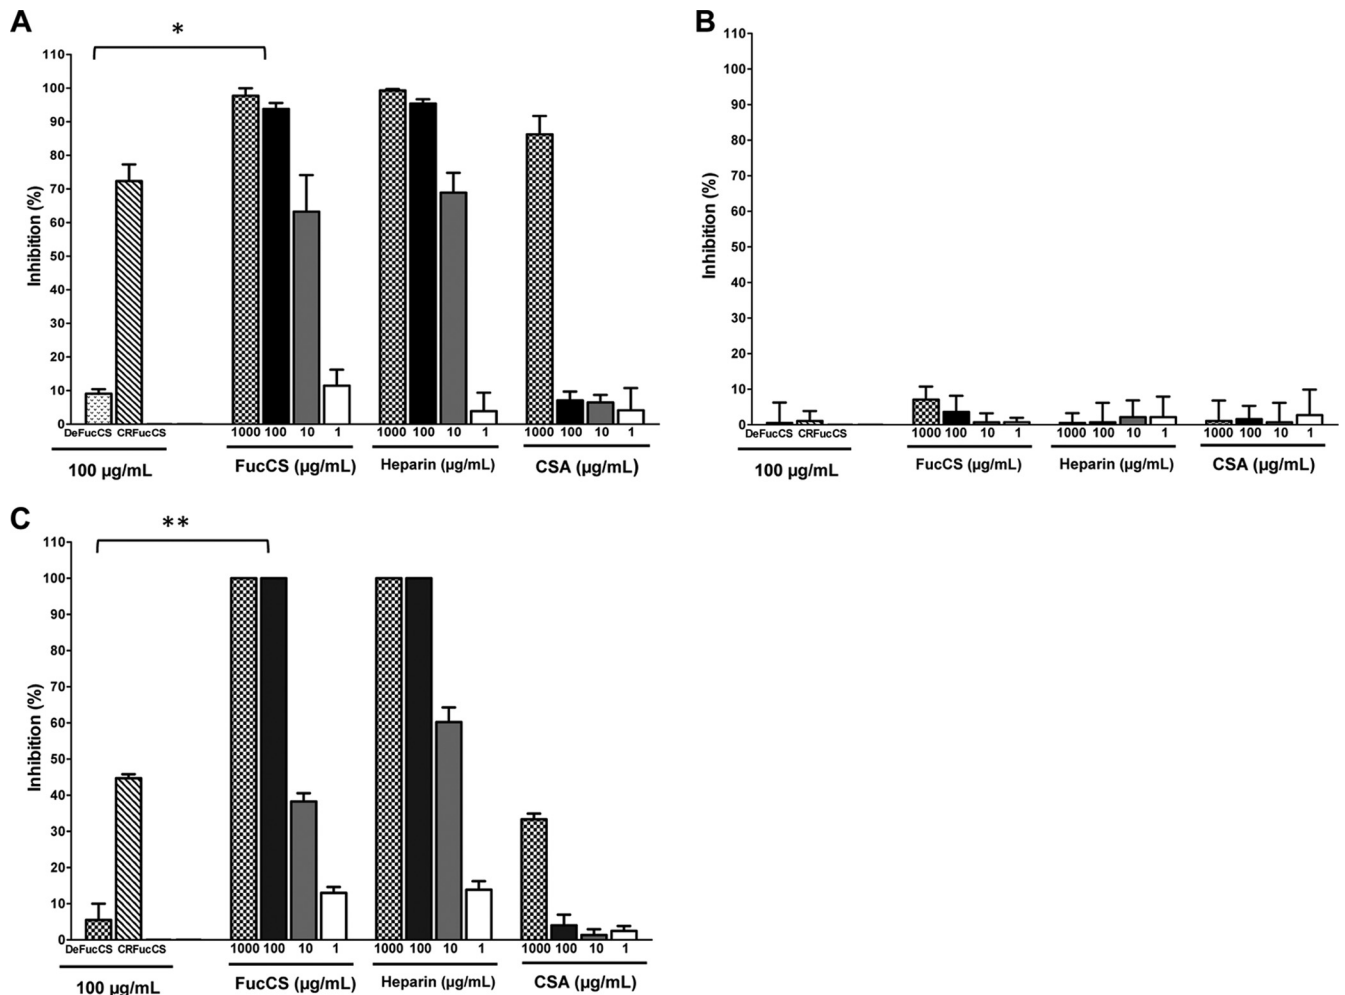 A
*
110
100
90
80
70
60
50
40
30
20
10
0
Inhibition (%)
DeFucCS CRFucCS
1000 100 10 1
1000 100 10 1
1000 100 10 1
100 µg/mL
FucCS (µg/mL)
Heparin (µg/mL)
CSA (µg/mL)
B
110
100
90
80
70
60
50
40
30
20
10
0
Inhibition (%)
DeFucCS CRFucCS
1000 100 10 1
1000 100 10 1
1000 100 10 1
100 µg/mL
FucCS (µg/mL)
Heparin (µg/mL)
CSA (µg/mL)
C
**
110
100
90
80
70
60
50
40
30
20
10
0
Inhibition (%)
DeFucCS CRFucCS
1000 100 10 1
1000 100 10 1
1000 100 10 1
100 µg/mL
FucCS (µg/mL)
Heparin (µg/mL)
CSA (µg/mL)